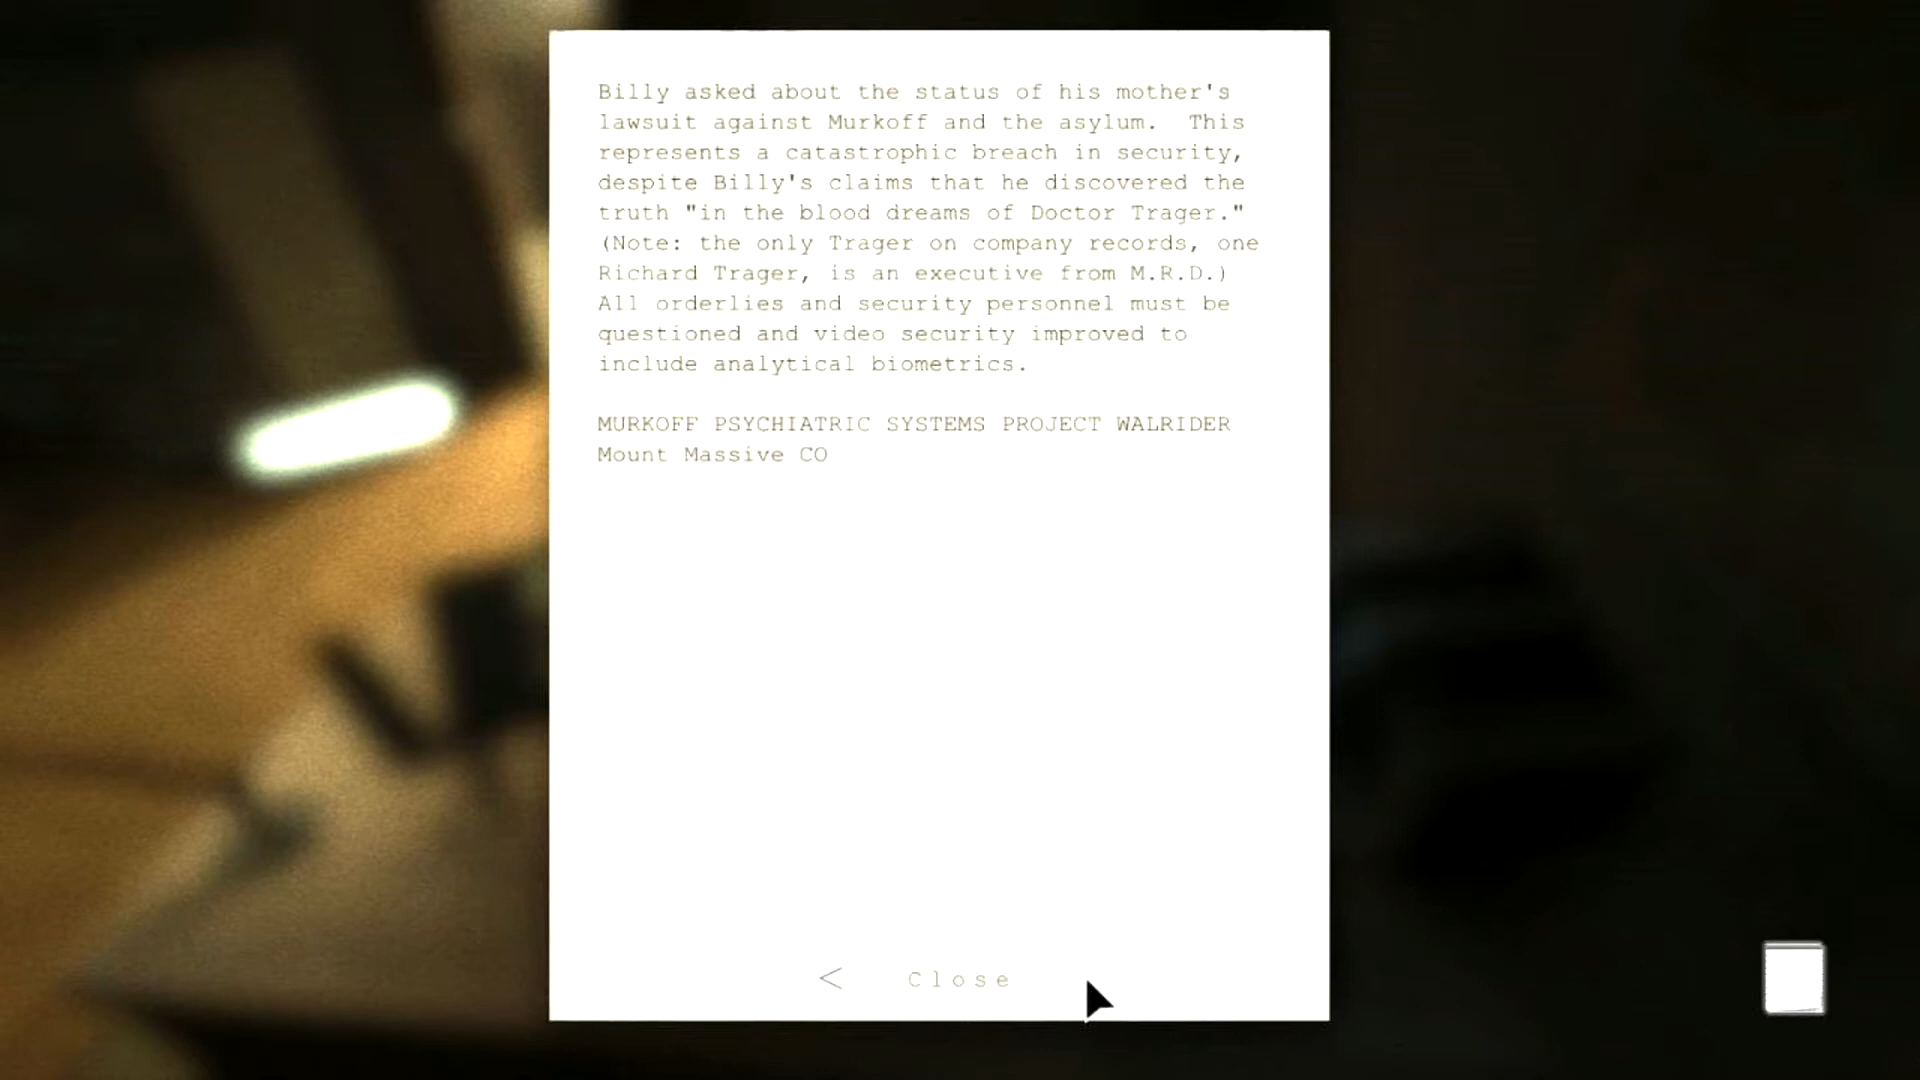 Billy asked about the status of his mother's
lawsuit against Murkoff and the asylum.  This
represents a catastrophic breach in security,
despite Billy's claims that he discovered the
truth "in the blood dreams of Doctor Trager."
(Note: the only Trager on company records, one
Richard Trager, is an executive from M.R.D.)
All orderlies and security personnel must be
questioned and video security improved to
include analytical biometrics.
MURKOFF PSYCHIATRIC SYSTEMS PROJECT WALRIDER
Mount Massive CO
< Close